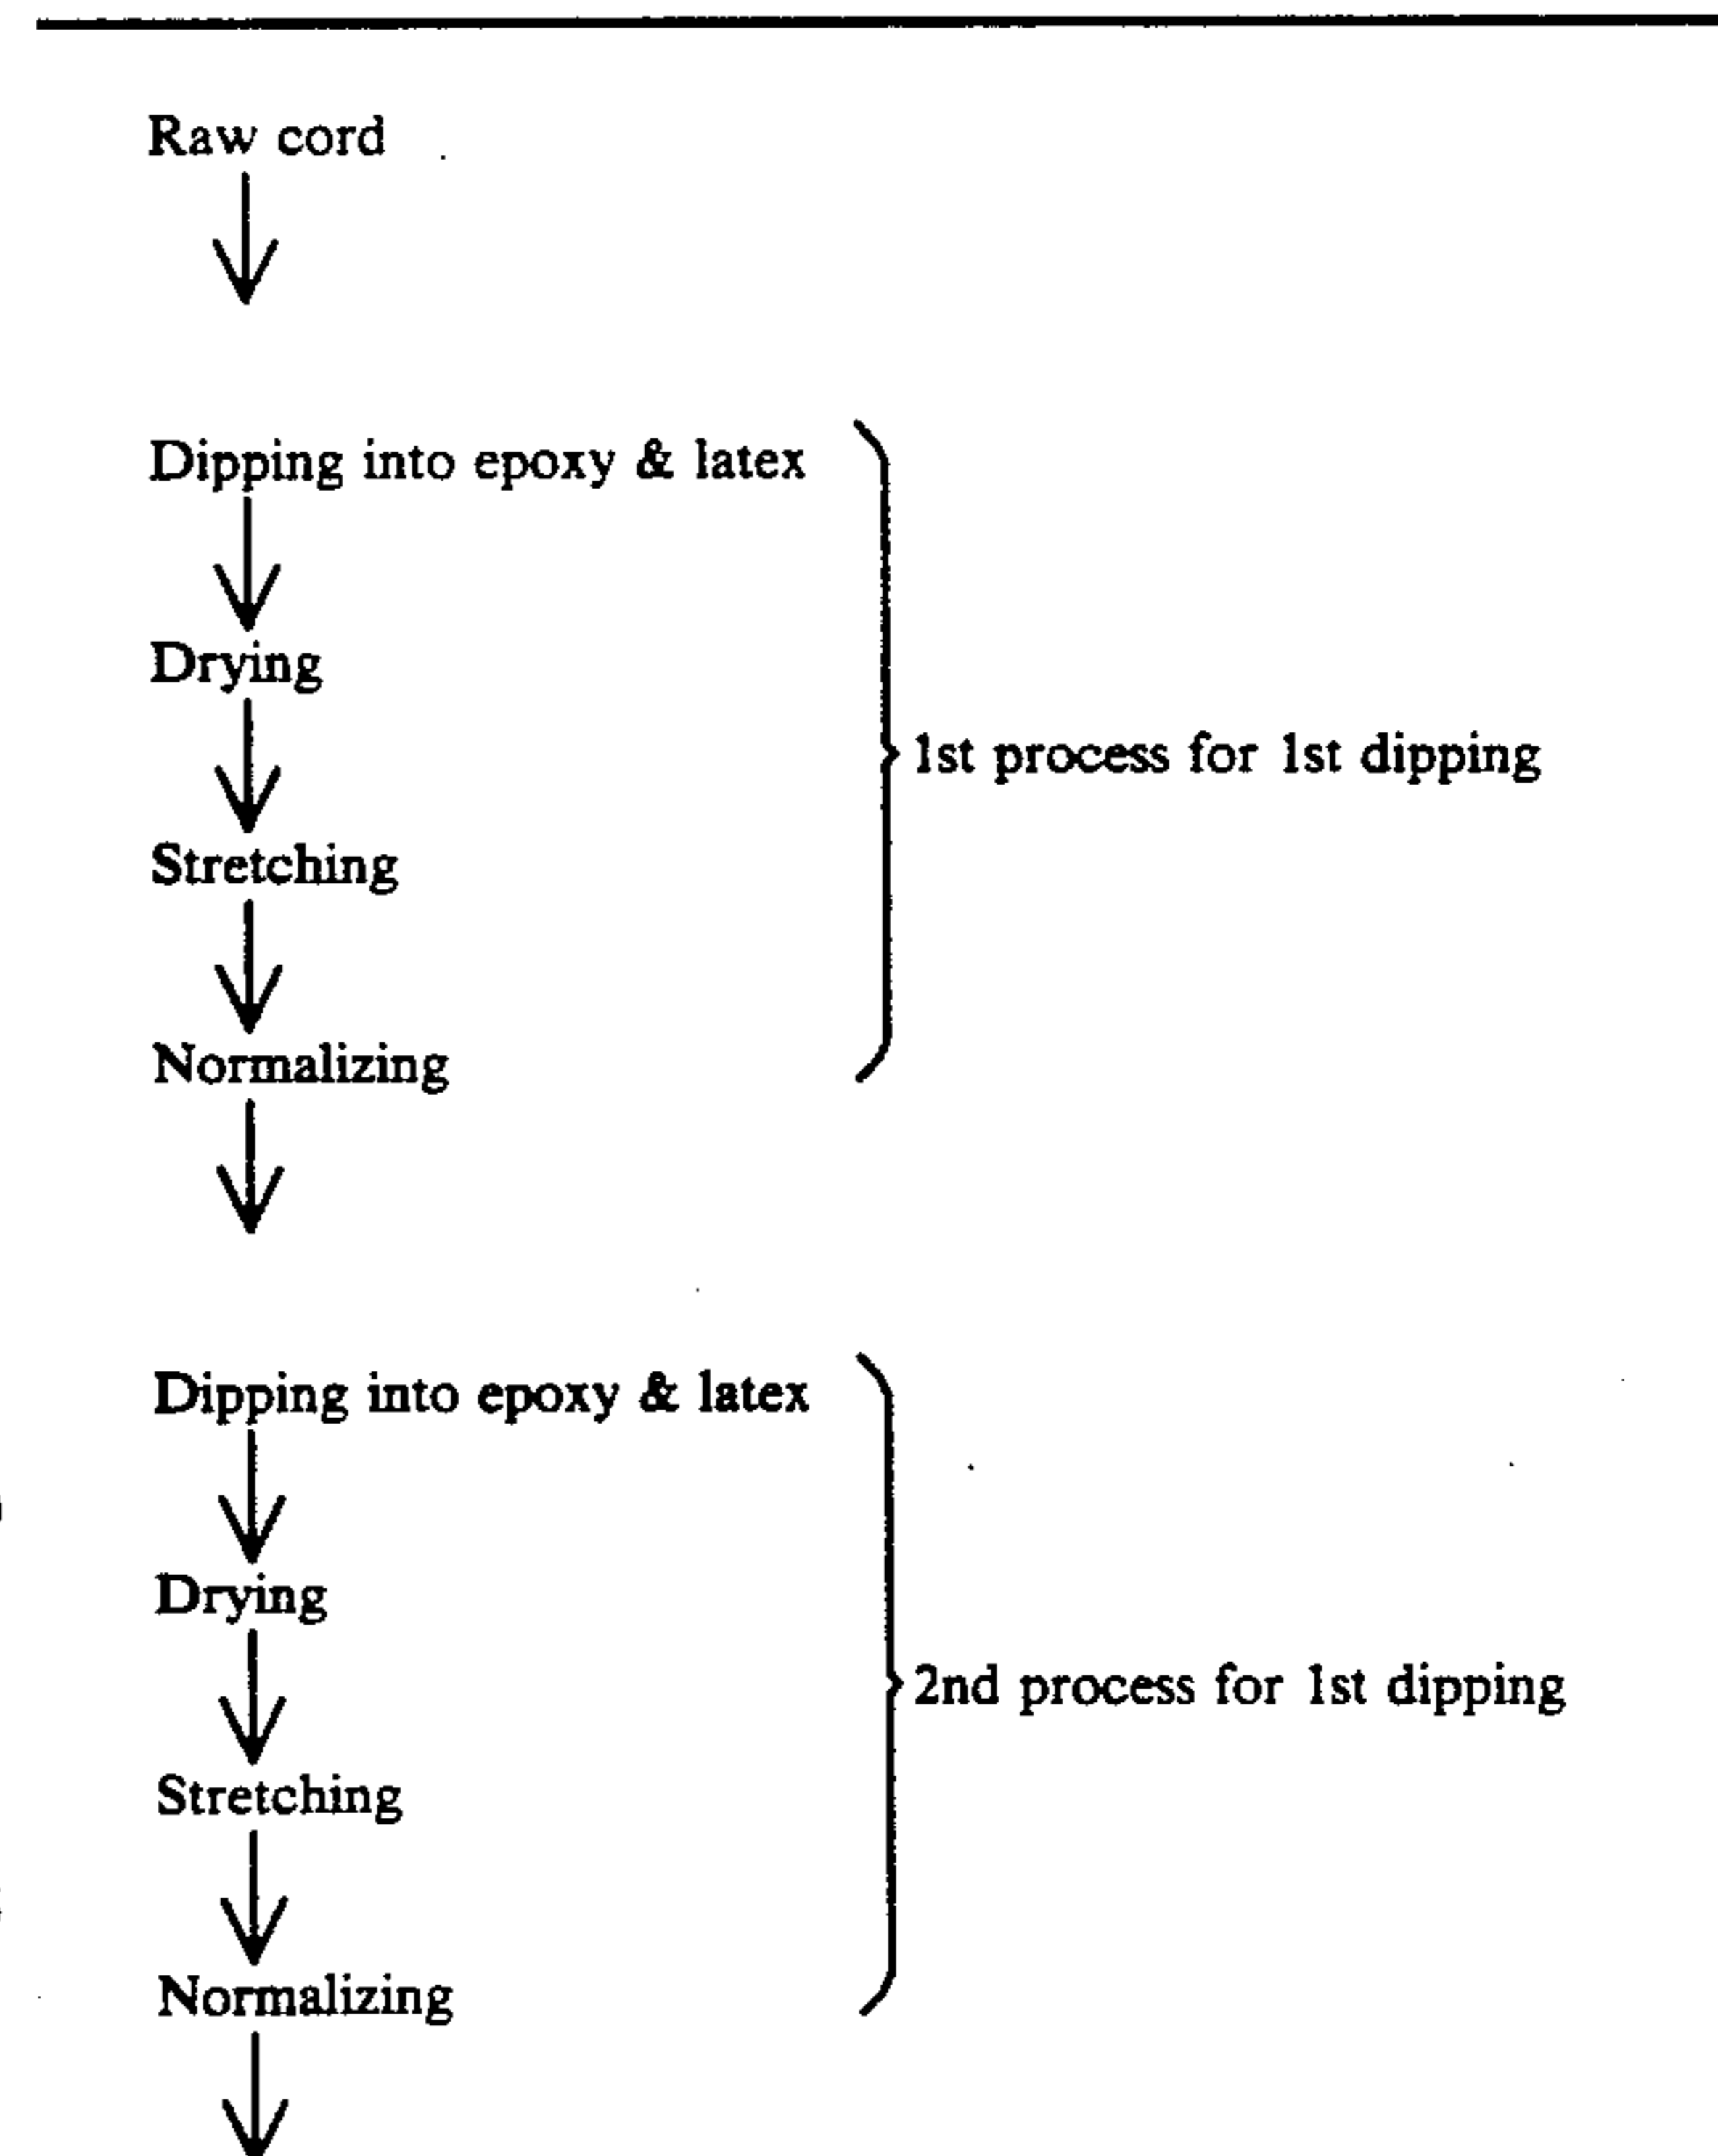 Raw cord
Dipping into epoxy & latex
Drying
1st process for 1st dipping
Stretching
Normalizing
Dipping into epoxy & latex
Drying
2nd process for 1st dipping
Stretching
Normalizing